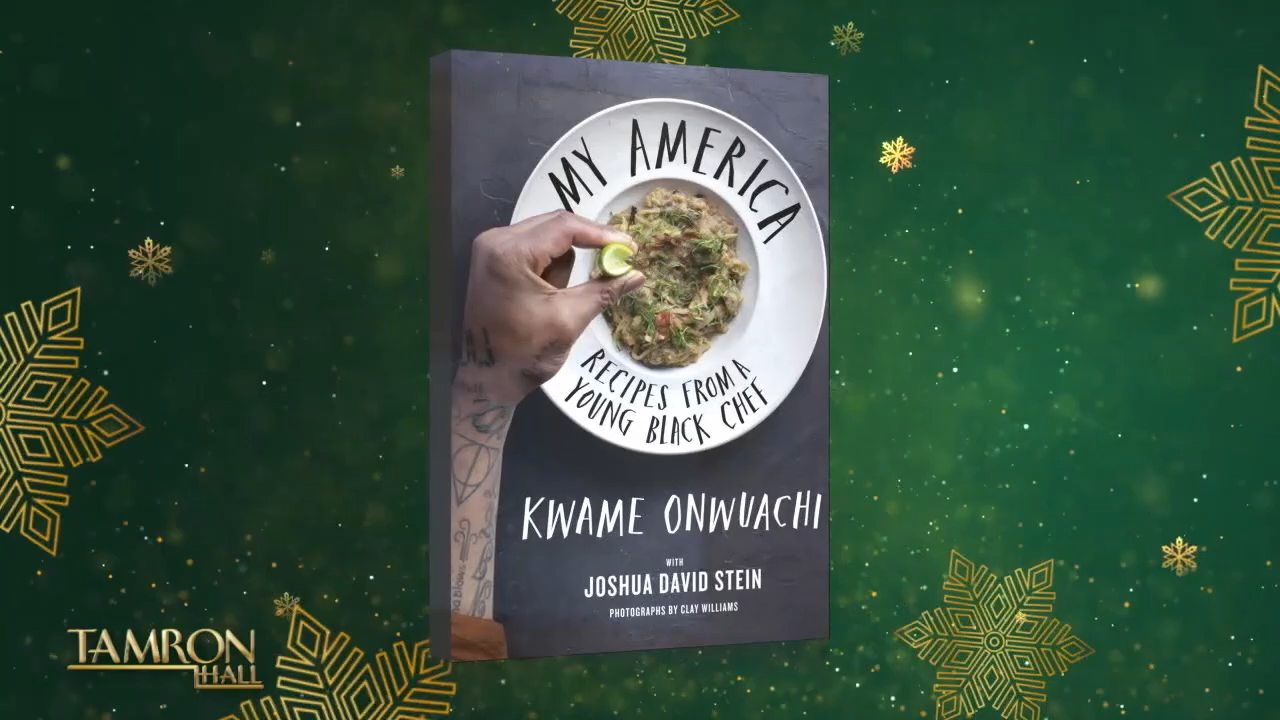 MY AMERICA
RECIPES FROM A
YOUNG BLACK CHEF
KWAME ONWUACHI
WITH
JOSHUA DAVID STEIN
PHOTOGRAPHS BY CLAY WILLIAMS
TAMRON
HALL